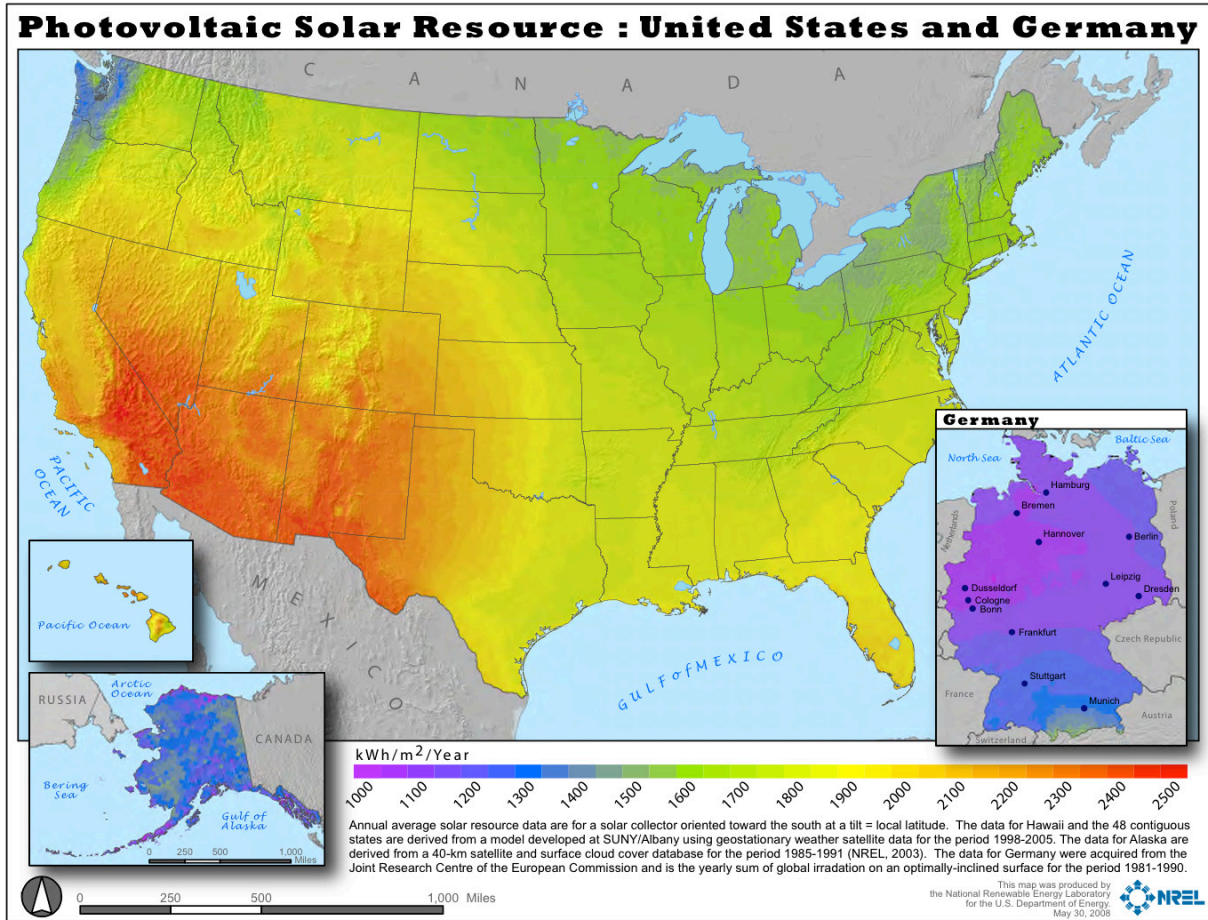 Photovoltaic Solar Resource : United States and Germany
CANADA
ATLANTIC OCEAN
PACIFIC
OCEAN
MEXICO
GULF of MEXICO
Pacific Ocean
Arctic
Ocean
RUSSIA
CANADA
Bering
Sea
Gulf of
Alaska
0 250 500 1,000
Miles
Germany
North Sea
Baltic Sea
Netherlands
Poland
Hamburg
Bremen
Hannover
Berlin
Dusseldorf
Cologne
Bonn
Leipzig
Dresden
Frankfurt
Czech Republic
Stuttgart
France
Munich
Austria
Switzerland
kWh/m2/Year
1000 1100 1200 1300 1400 1500 1600 1700 1800 1900 2000 2100 2200 2300 2400 2500
Annual average solar resource data are for a solar collector oriented toward the south at a tilt = local latitude. The data for Hawaii and the 48 contiguous
states are derived from a model developed at SUNY/Albany using geostationary weather satellite data for the period 1998-2005. The data for Alaska are
derived from a 40-km satellite and surface cloud cover database for the period 1985-1991 (NREL, 2003). The data for Germany were acquired from the
Joint Research Centre of the European Commission and is the yearly sum of global irradation on an optimally-inclined surface for the period 1981-1990.
0 250 500 1,000 Miles
This map was produced by
the National Renewable Energy Laboratory
for the U.S. Department of Energy.
May 30, 2008
NREL